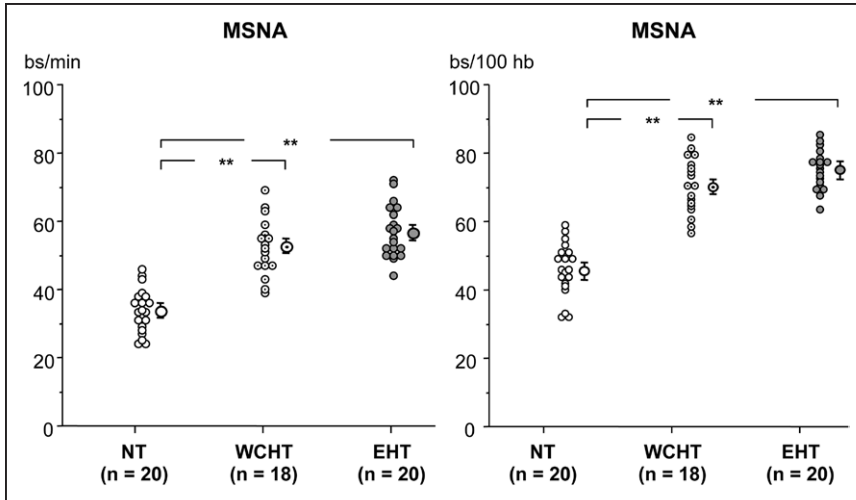 MSNA
bs/min
100
80
60
40
20
0
**
**
NT
(n = 20)
WCHT
(n = 18)
EHT
(n = 20)
MSNA
bs/100 hb
100
80
60
40
20
0
**
**
NT
(n = 20)
WCHT
(n = 18)
EHT
(n = 20)